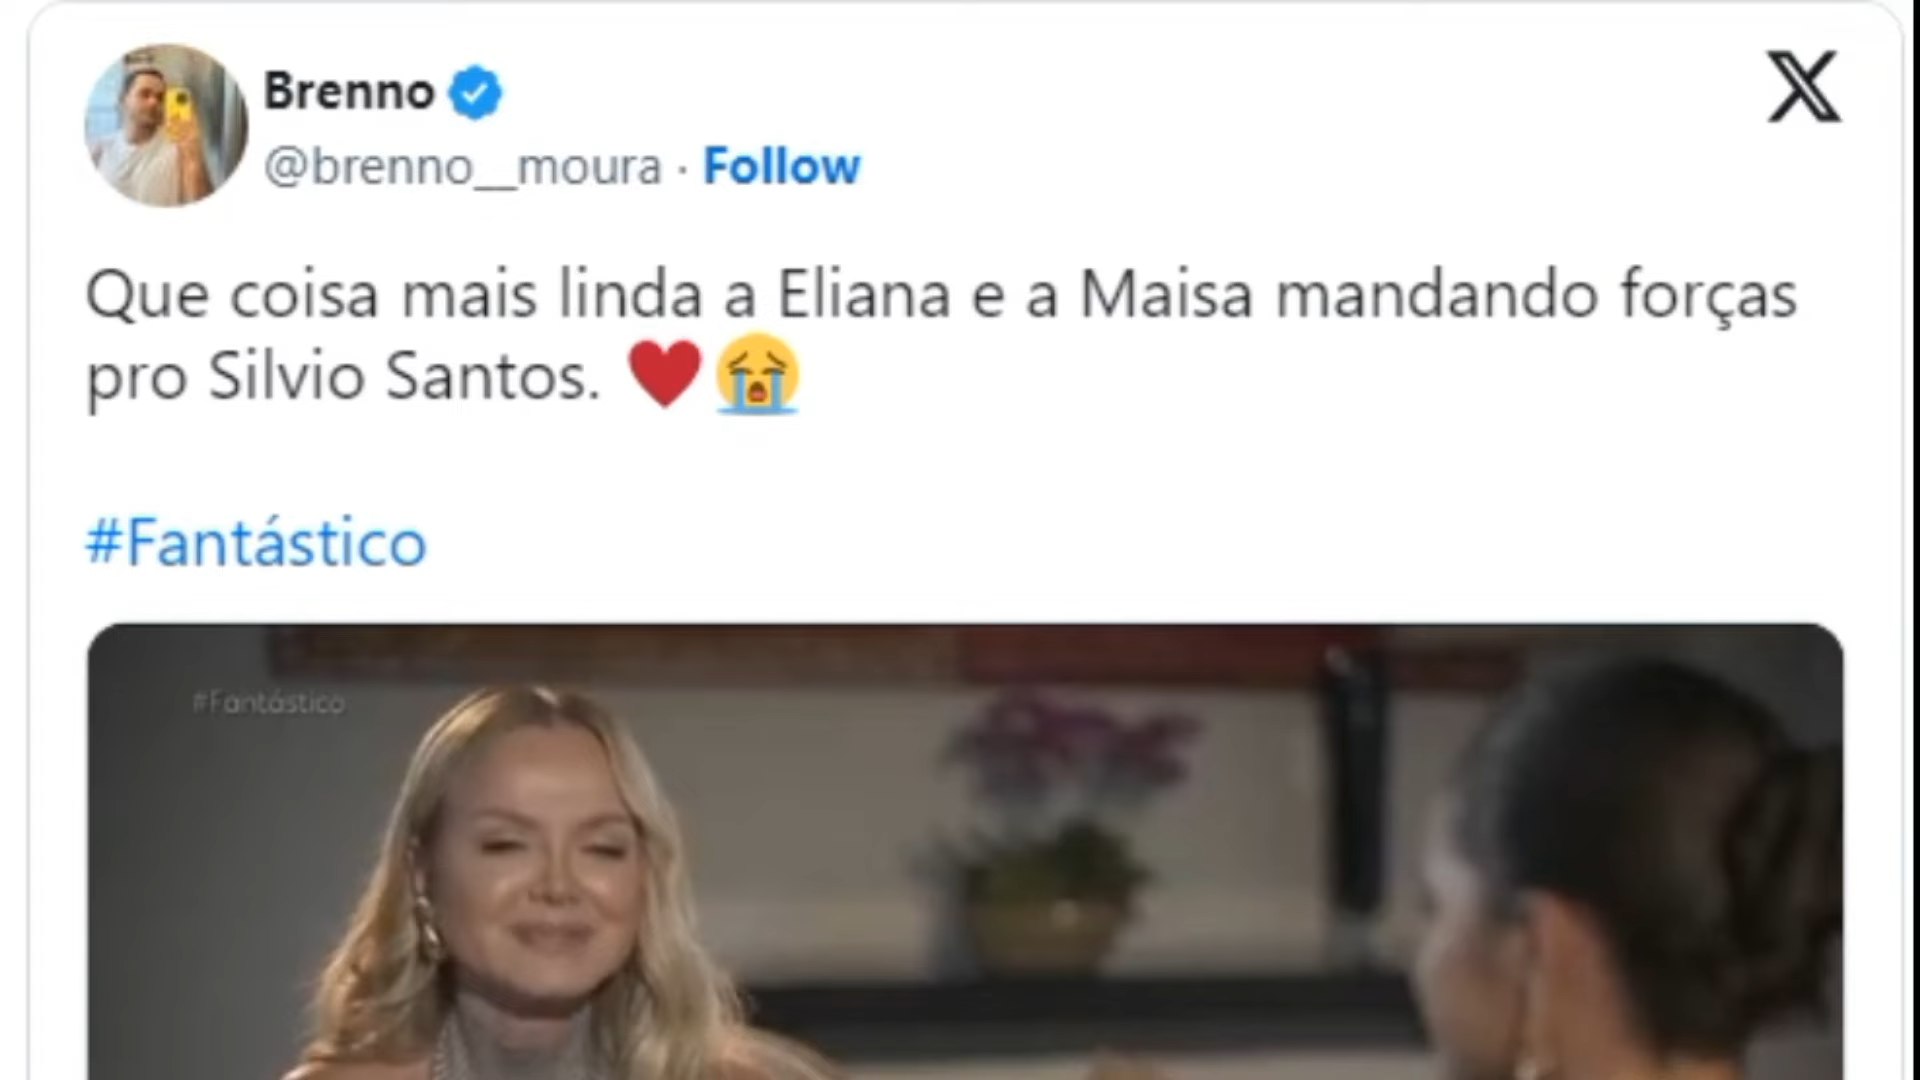 Brenno
@brenno__moura · Follow
Que coisa mais linda a Eliana e a Maisa mandando forças
pro Silvio Santos. ❤️😭
#Fantástico
#Fantástico